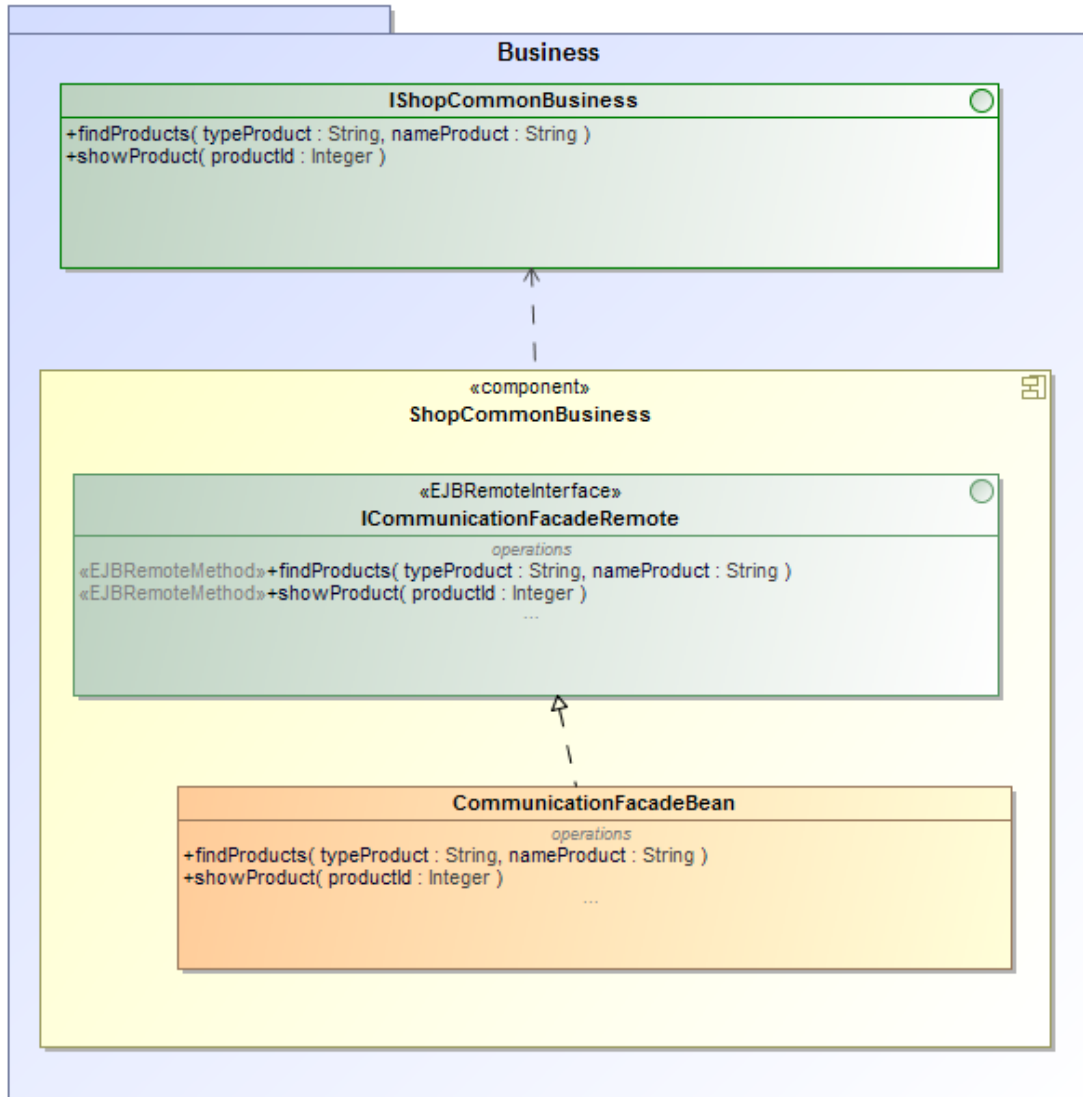 Business
IShopCommonBusiness
+findProducts( typeProduct : String, nameProduct : String )
+showProduct( productId : Integer )
«component»
ShopCommonBusiness
«EJBRemoteInterface»
ICommunicationFacadeRemote
operations
«EJBRemoteMethod»+findProducts( typeProduct : String, nameProduct : String )
«EJBRemoteMethod»+showProduct( productId : Integer )
...
CommunicationFacadeBean
operations
+findProducts( typeProduct : String, nameProduct : String )
+showProduct( productId : Integer )
...